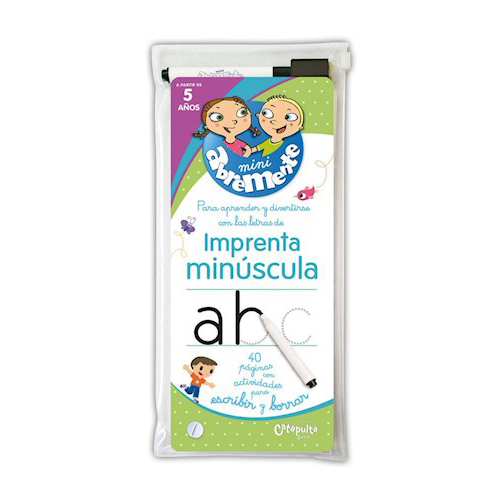 A PARTIR DE
5
AÑOS
mini
abremente
Para aprender y divertirse
con las letras de
Imprenta
minúscula
abc
40
páginas
con
actividades
para
escribir y borrar
Catapulta